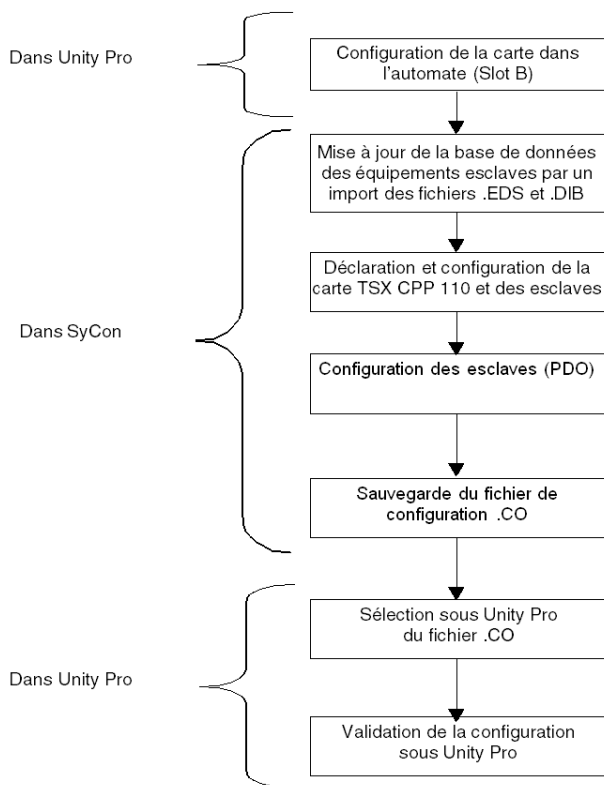 Dans Unity Pro
Configuration de la carte dans
l'automate (Slot B)
Mise à jour de la base de données
des équipements esclaves par un
import des fichiers .EDS et .DIB
Déclaration et configuration de la
carte TSX CPP 110 et des esclaves
Dans SyCon
Configuration des esclaves (PDO)
Sauvegarde du fichier de
configuration .CO
Sélection sous Unity Pro
du fichier .CO
Dans Unity Pro
Validation de la configuration
sous Unity Pro